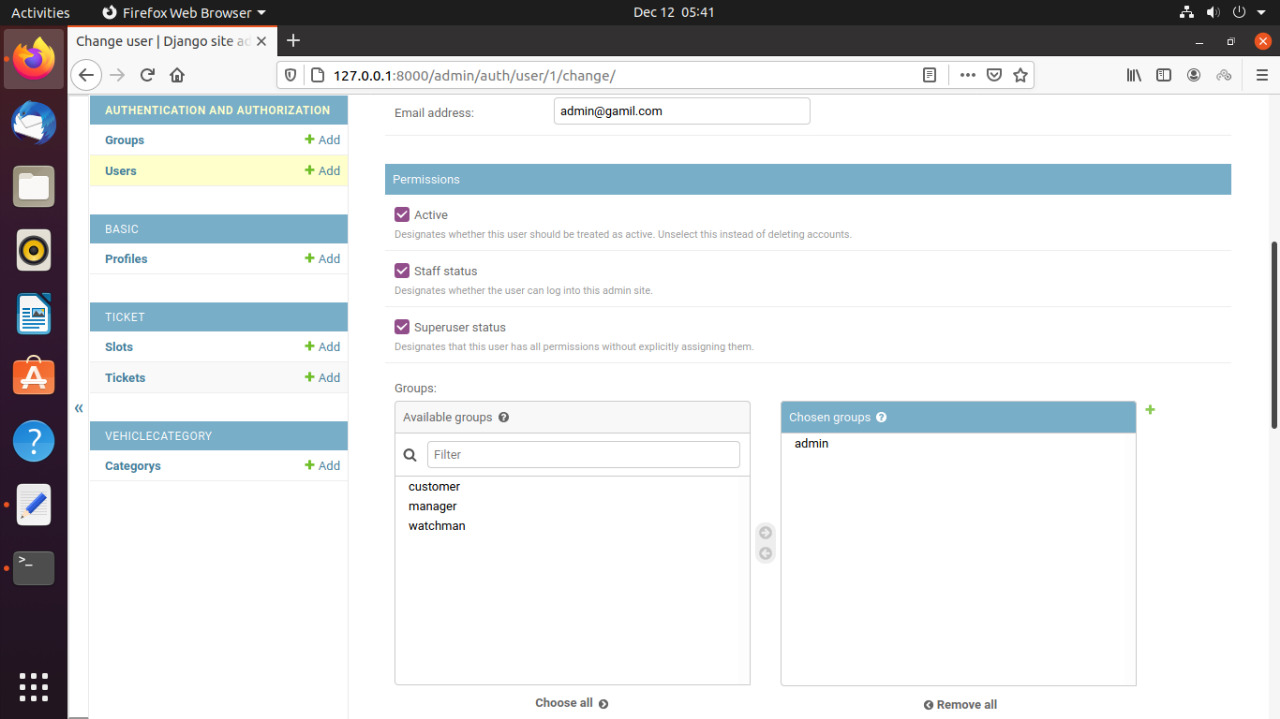 Activities
Firefox Web Browser
Dec 12 05:41
Change user | Django site ad
127.0.0.1:8000/admin/auth/user/1/change/
AUTHENTICATION AND AUTHORIZATION
Groups
+ Add
Users
+ Add
BASIC
Profiles
+ Add
TICKET
Slots
+ Add
Tickets
+ Add
VEHICLECATEGORY
Categorys
+ Add
«
Email address:
admin@gamil.com
Permissions
Active
Designates whether this user should be treated as active. Unselect this instead of deleting accounts.
Staff status
Designates whether the user can log into this admin site.
Superuser status
Designates that this user has all permissions without explicitly assigning them.
Groups:
Available groups ?
Filter
customer
manager
watchman
Choose all
Chosen groups ?
admin
Remove all